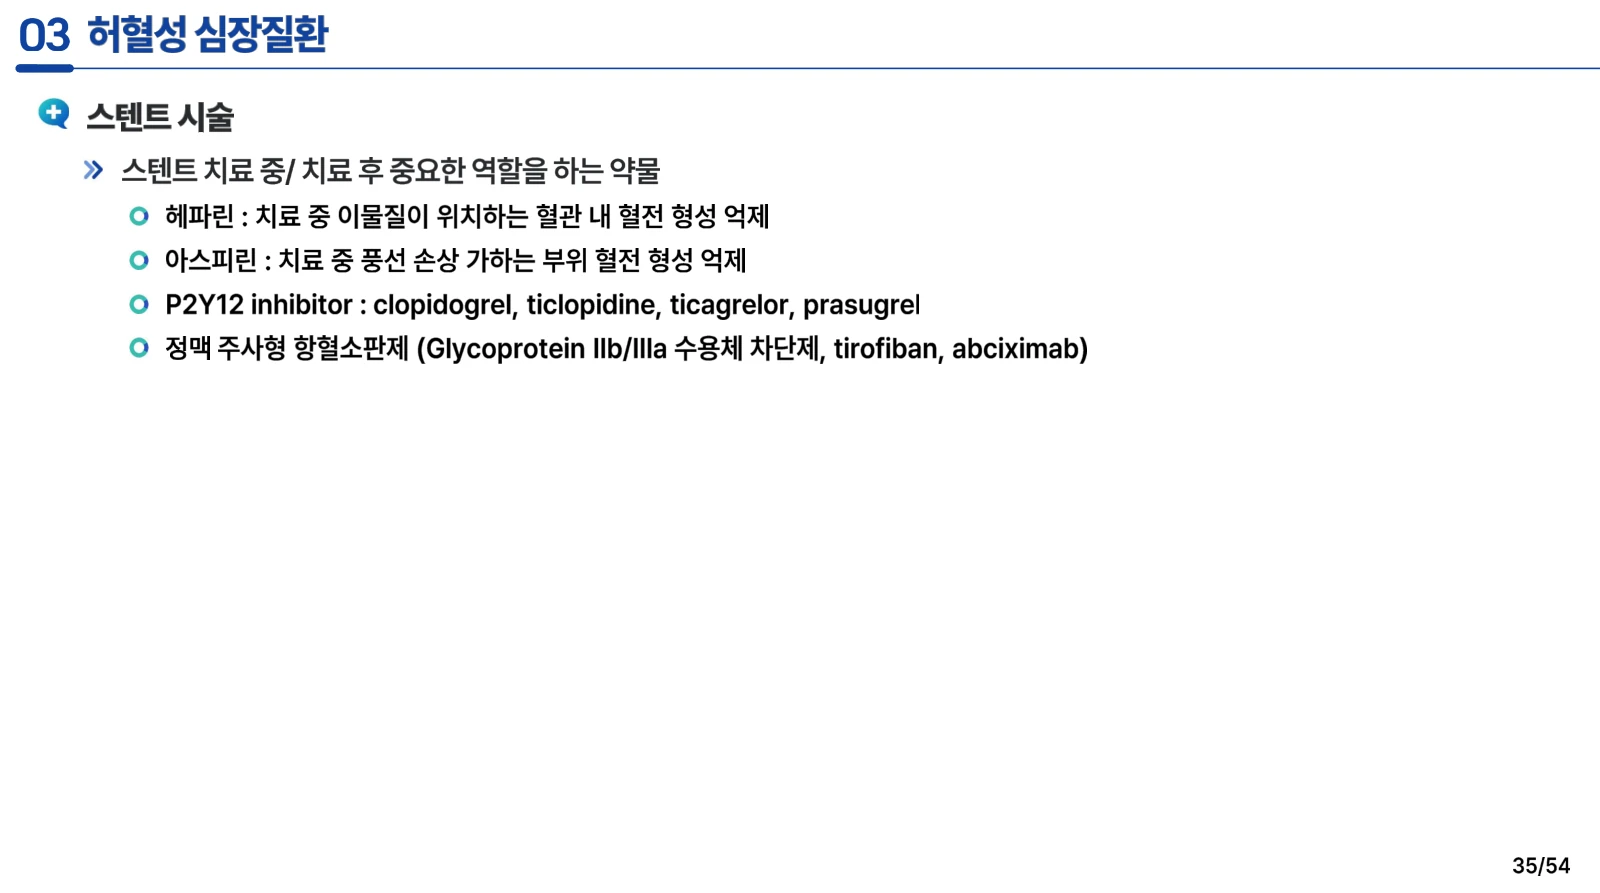 03 허혈성 심장질환
스텐트 시술
스텐트 치료 중/ 치료 후 중요한 역할을 하는 약물
헤파린 : 치료 중 이물질이 위치하는 혈관 내 혈전 형성 억제
아스피린 : 치료 중 풍선 손상 가하는 부위 혈전 형성 억제
P2Y12 inhibitor : clopidogrel, ticlopidine, ticagrelor, prasugrel
정맥 주사형 항혈소판제 (Glycoprotein IIb/IIIa 수용체 차단제, tirofiban, abciximab)
35/54